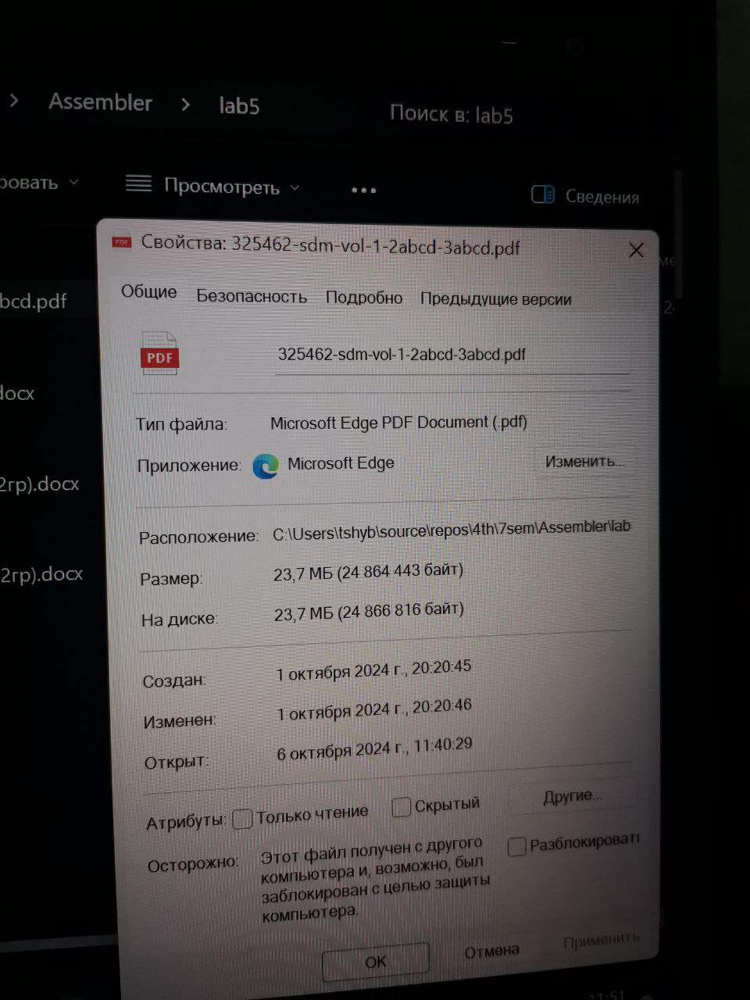 Assembler > lab5
Поиск в: lab5
Просмотреть
Сведения
PDF
Свойства: 325462-sdm-vol-1-2abcd-3abcd.pdf
Общие Безопасность Подробно Предыдущие версии
bcd.pdf
PDF
325462-sdm-vol-1-2abcd-3abcd.pdf
.docx
Тип файла: Microsoft Edge PDF Document (.pdf)
Приложение: Microsoft Edge Изменить...
2гр).docx
Расположение: C:\Users\tshyb\source\repos\4th\7sem\Assembler\lab
2гр).docx
Размер: 23,7 МБ (24 864 443 байт)
На диске: 23,7 МБ (24 866 816 байт)
Создан: 1 октября 2024 г., 20:20:45
Изменен: 1 октября 2024 г., 20:20:46
Открыт: 6 октября 2024 г., 11:40:29
Атрибуты: Только чтение Скрытый Другие...
Осторожно: Этот файл получен с другого
компьютера и, возможно, был
заблокирован с целью защиты
компьютера.
Разблокировать
OK Отмена Применить
11:51